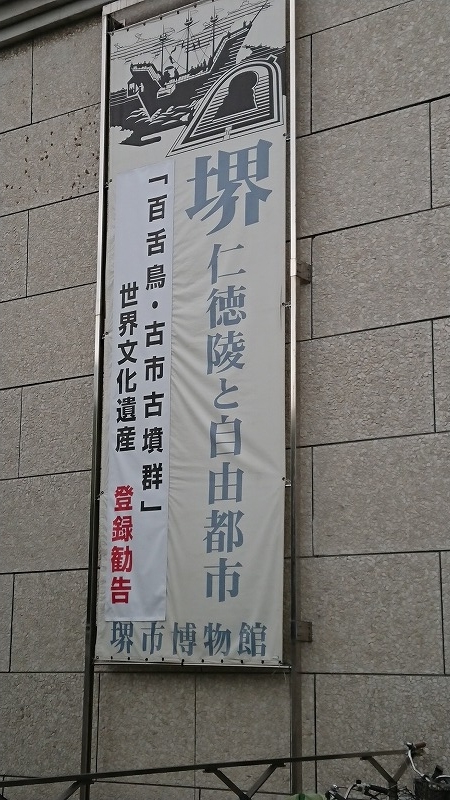 堺 仁徳陵と自由都市
「百舌鳥・古市古墳群」
世界文化遺産 登録勧告
堺市博物館